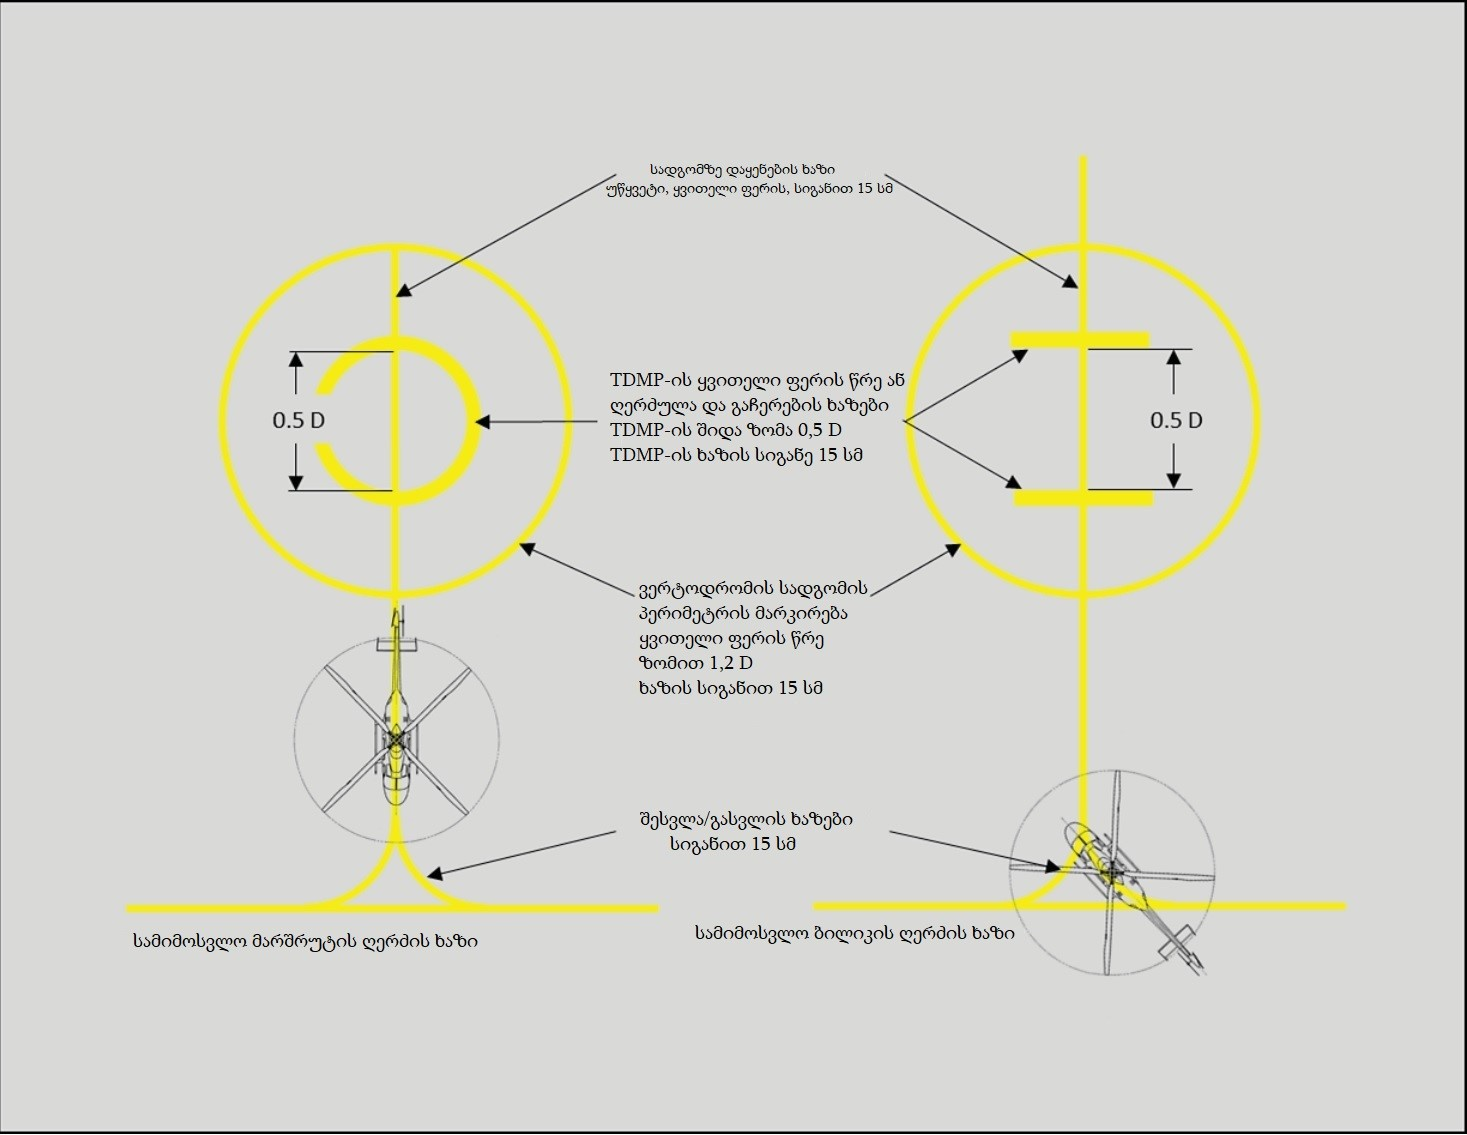 სადგომზე დაყენების ხაზი
უწყვეტი, ყვითელი ფერის, სიგანით 15 სმ
TDMP-ის ყვითელი ფერის წრე ან
ღერძულა და გაჩერების ხაზები
TDMP-ის შიდა ზომა 0,5 D
TDMP-ის ხაზის სიგანე 15 სმ
0.5 D
0.5 D
ვერტოდრომის სადგომის
პერიმეტრის მარკირება
ყვითელი ფერის წრე
ზომით 1,2 D
ხაზის სიგანით 15 სმ
შესვლა/გასვლის ხაზები
სიგანით 15 სმ
სამიმოსვლო მარშრუტის ღერძის ხაზი
სამიმოსვლო ბილიკის ღერძის ხაზი